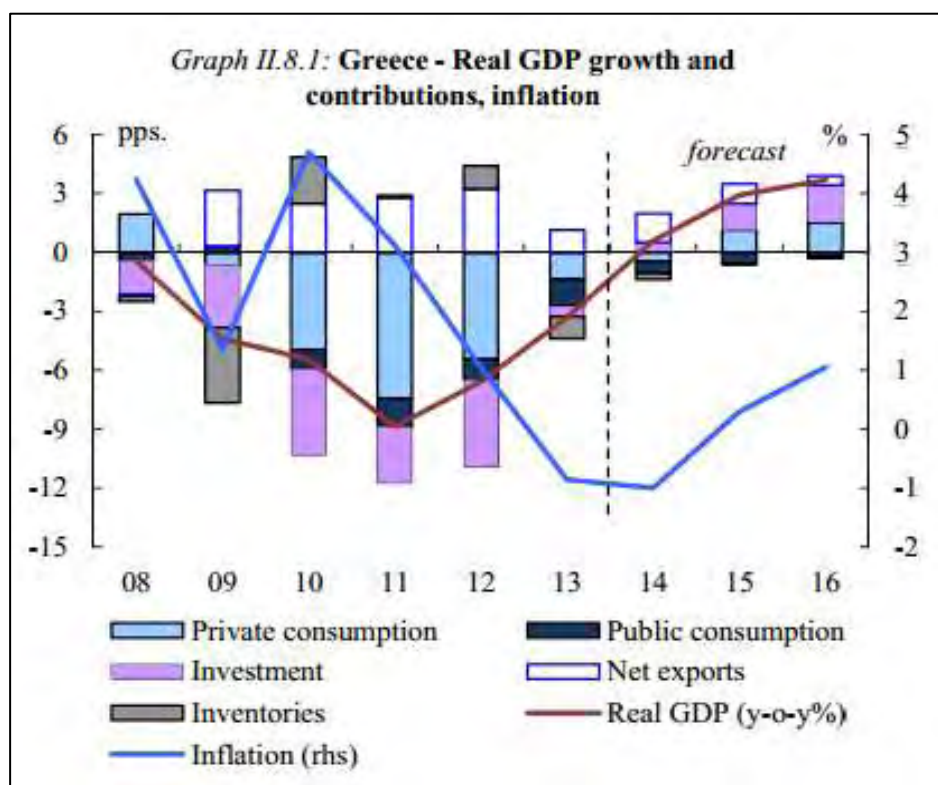 Graph II.8.1: Greece - Real GDP growth and
contributions, inflation
pps.
%
forecast
6
3
0
-3
-6
-9
-12
-15
5
4
3
2
1
0
-1
-2
08 09 10 11 12 13 14 15 16
Private consumption Public consumption
Investment Net exports
Inventories Real GDP (y-o-y%)
Inflation (rhs)